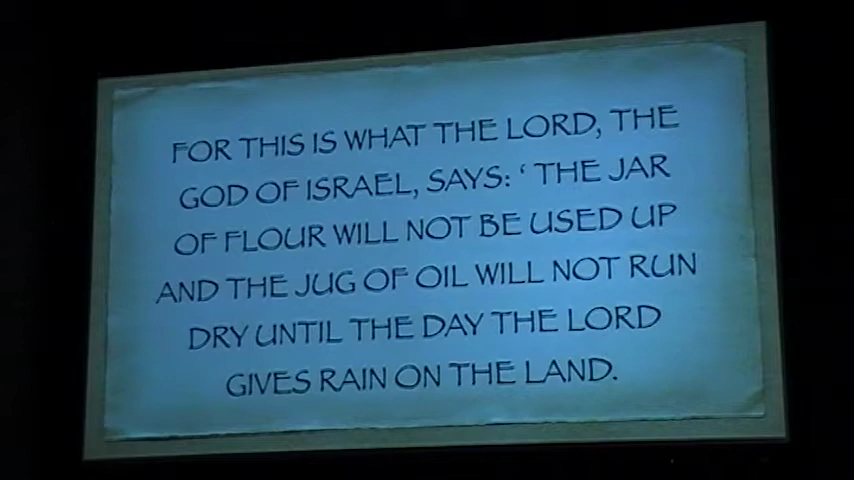 FOR THIS IS WHAT THE LORD, THE
GOD OF ISRAEL, SAYS: ‘ THE JAR
OF FLOUR WILL NOT BE USED UP
AND THE JUG OF OIL WILL NOT RUN
DRY UNTIL THE DAY THE LORD
GIVES RAIN ON THE LAND.